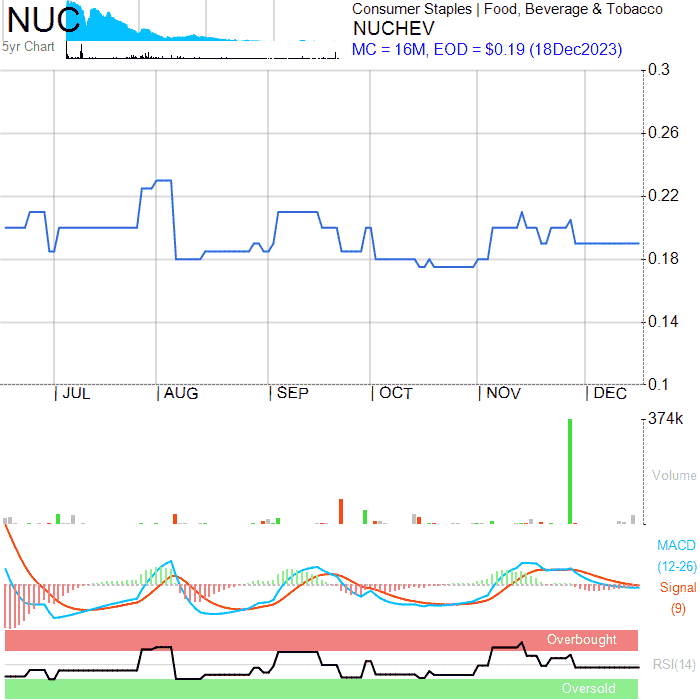 NUC
5yr Chart
Consumer Staples | Food, Beverage & Tobacco
NUCHEV
MC = 16M, EOD = $0.19 (18Dec2023)
0.3
0.26
0.22
0.18
0.14
0.1
| JUL | AUG | SEP | OCT | NOV | DEC
374k
Volume
MACD
(12-26)
Signal
(9)
Overbought
RSI(14)
Oversold